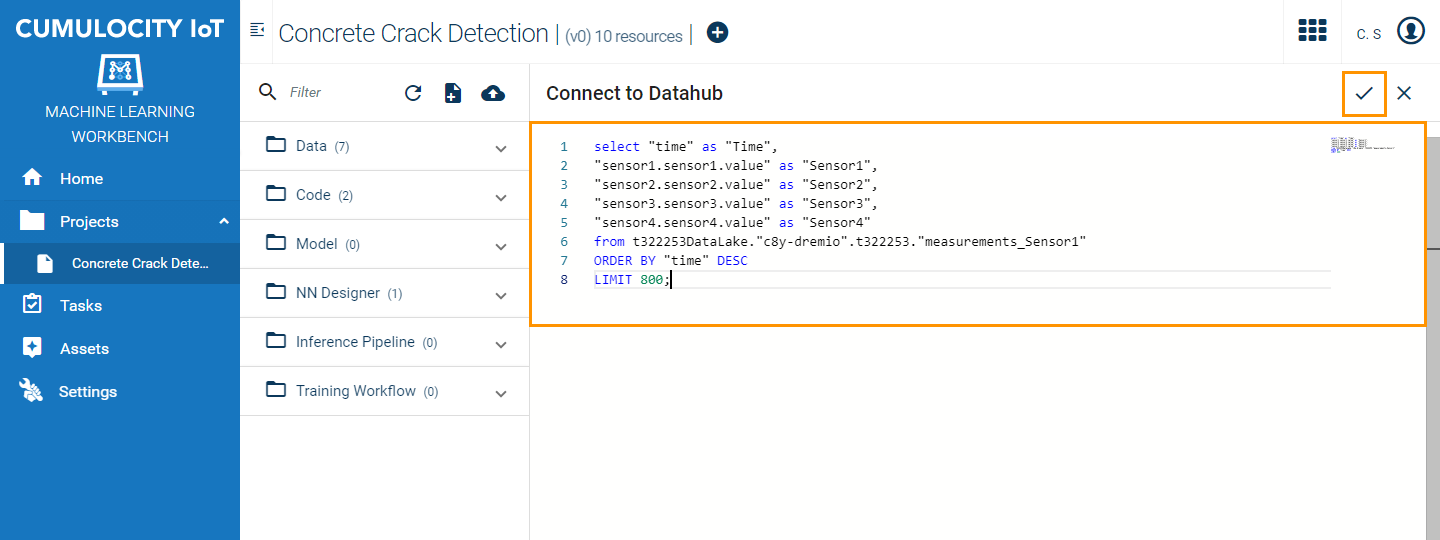 CUMULOCITY IoT
MACHINE LEARNING
WORKBENCH
Home
Projects
Concrete Crack Dete...
Tasks
Assets
Settings
Concrete Crack Detection | (v0) 10 resources |
C. S
Filter
Data (7)
Code (2)
Model (0)
NN Designer (1)
Inference Pipeline (0)
Training Workflow (0)
Connect to Datahub
1 select "time" as "Time",
2 "sensor1.sensor1.value" as "Sensor1",
3 "sensor2.sensor2.value" as "Sensor2",
4 "sensor3.sensor3.value" as "Sensor3",
5 "sensor4.sensor4.value" as "Sensor4"
6 from t322253DataLake."c8y-dremio".t322253."measurements_Sensor1"
7 ORDER BY "time" DESC
8 LIMIT 800;